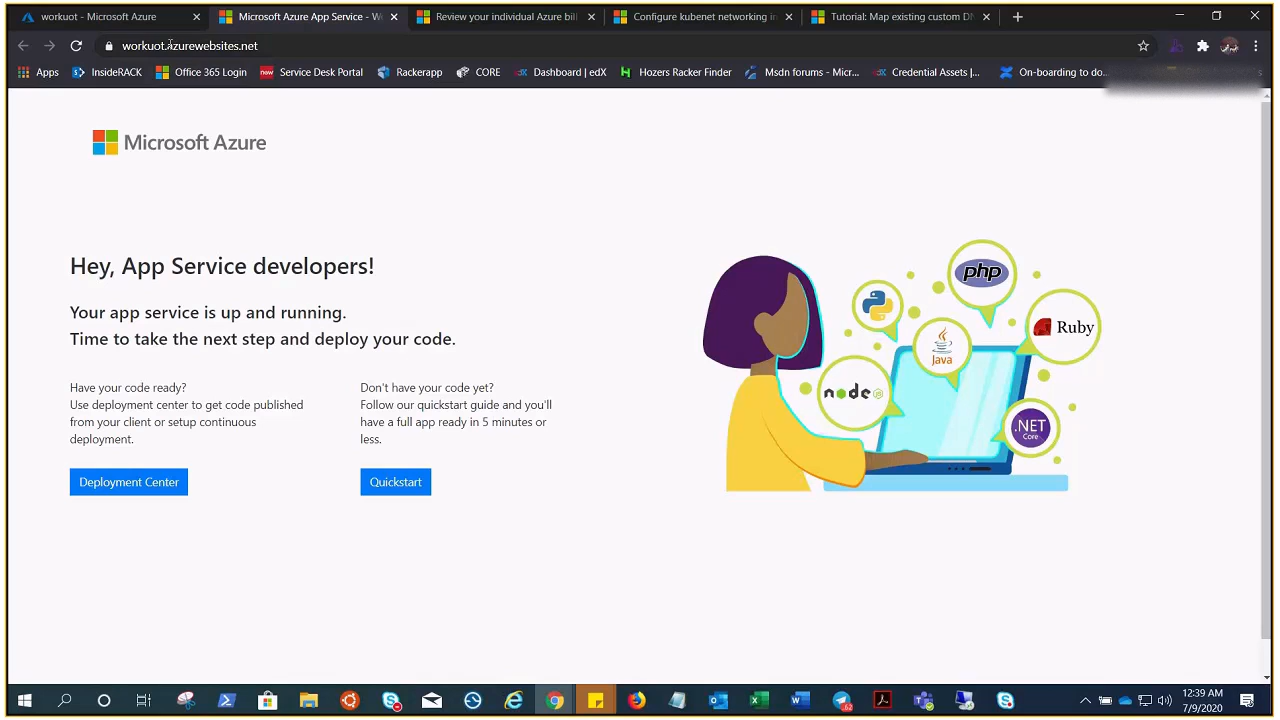 workuot - Microsoft Azure
Microsoft Azure App Service - We
Review your individual Azure bill
Configure kubenet networking in
Tutorial: Map existing custom DN
workuot.azurewebsites.net
Apps
InsideRACK
Office 365 Login
new
Service Desk Portal
Rackerapp
CORE
Dashboard | edX
Hozers Racker Finder
Msdn forums - Micr...
Credential Assets |...
On-boarding to do...
Microsoft Azure
Hey, App Service developers!
Your app service is up and running.
Time to take the next step and deploy your code.
Have your code ready?
Use deployment center to get code published
from your client or setup continuous
deployment.
Deployment Center
Don't have your code yet?
Follow our quickstart guide and you'll
have a full app ready in 5 minutes or
less.
Quickstart
php
Ruby
Java
node JS
.NET
Core
12:39 AM
7/9/2020